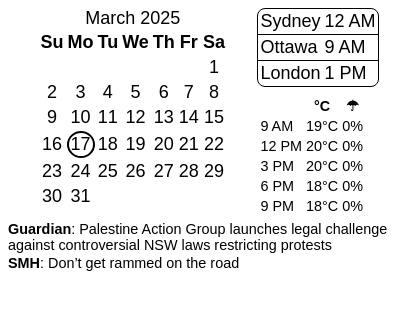 March 2025
Su Mo Tu We Th Fr Sa
1
2 3 4 5 6 7 8
9 10 11 12 13 14 15
16 17 18 19 20 21 22
23 24 25 26 27 28 29
30 31
Sydney 12 AM
Ottawa 9 AM
London 1 PM
°C ☂
9 AM 19°C 0%
12 PM 20°C 0%
3 PM 20°C 0%
6 PM 18°C 0%
9 PM 18°C 0%
Guardian: Palestine Action Group launches legal challenge
against controversial NSW laws restricting protests
SMH: Don’t get rammed on the road